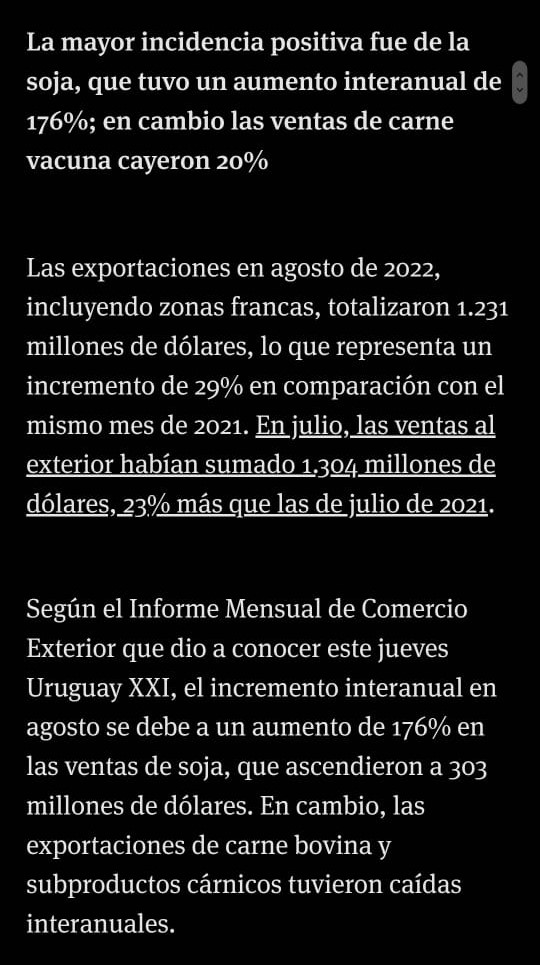 La mayor incidencia positiva fue de la
soja, que tuvo un aumento interanual de
176%; en cambio las ventas de carne
vacuna cayeron 20%
Las exportaciones en agosto de 2022,
incluyendo zonas francas, totalizaron 1.231
millones de dólares, lo que representa un
incremento de 29% en comparación con el
mismo mes de 2021. En julio, las ventas al
exterior habían sumado 1.304 millones de
dólares, 23% más que las de julio de 2021.
Según el Informe Mensual de Comercio
Exterior que dio a conocer este jueves
Uruguay XXI, el incremento interanual en
agosto se debe a un aumento de 176% en
las ventas de soja, que ascendieron a 303
millones de dólares. En cambio, las
exportaciones de carne bovina y
subproductos cárnicos tuvieron caídas
interanuales.